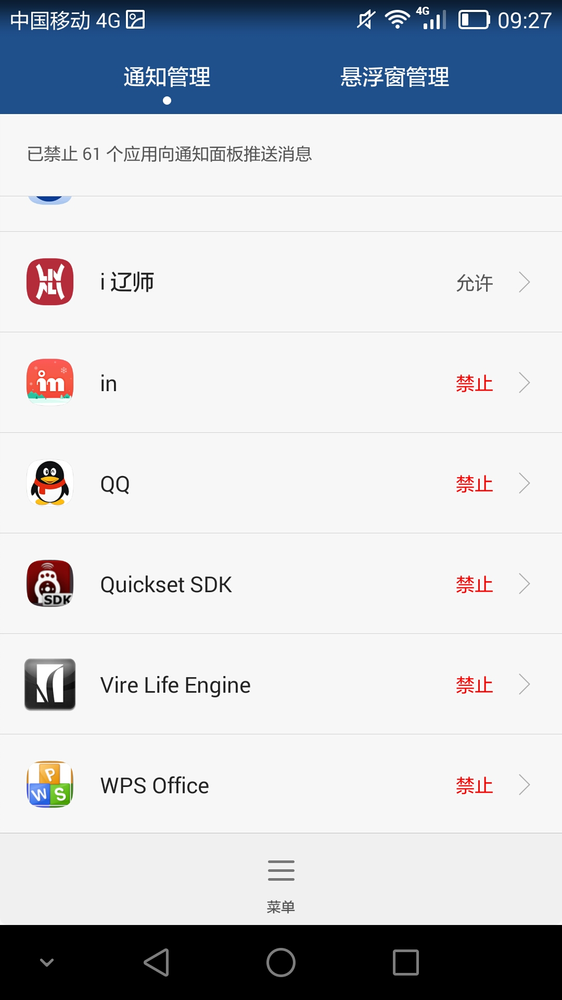 中国移动 4G 4G 09:27
通知管理 悬浮窗管理
已禁止 61 个应用向通知面板推送消息
i 辽师 允许
in in 禁止
QQ 禁止
SDK Quickset SDK 禁止
Vire Life Engine 禁止
P W S WPS Office 禁止
菜单